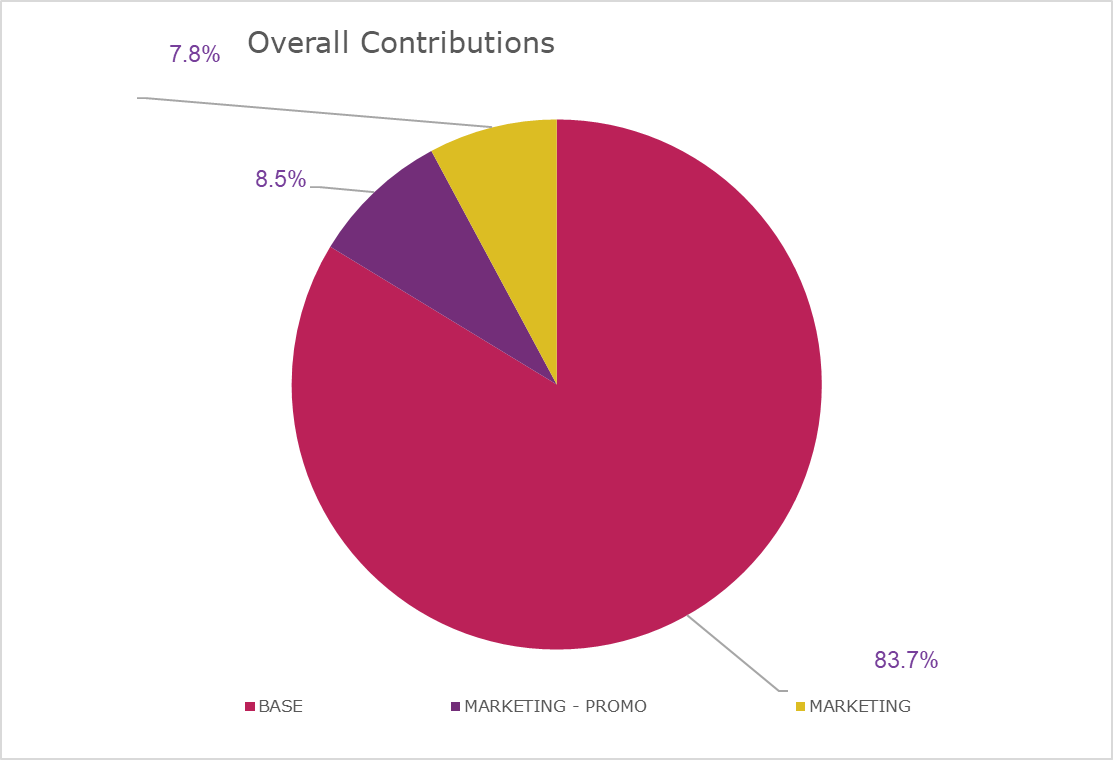 Overall Contributions
7.8%
8.5%
83.7%
BASE
MARKETING - PROMO
MARKETING